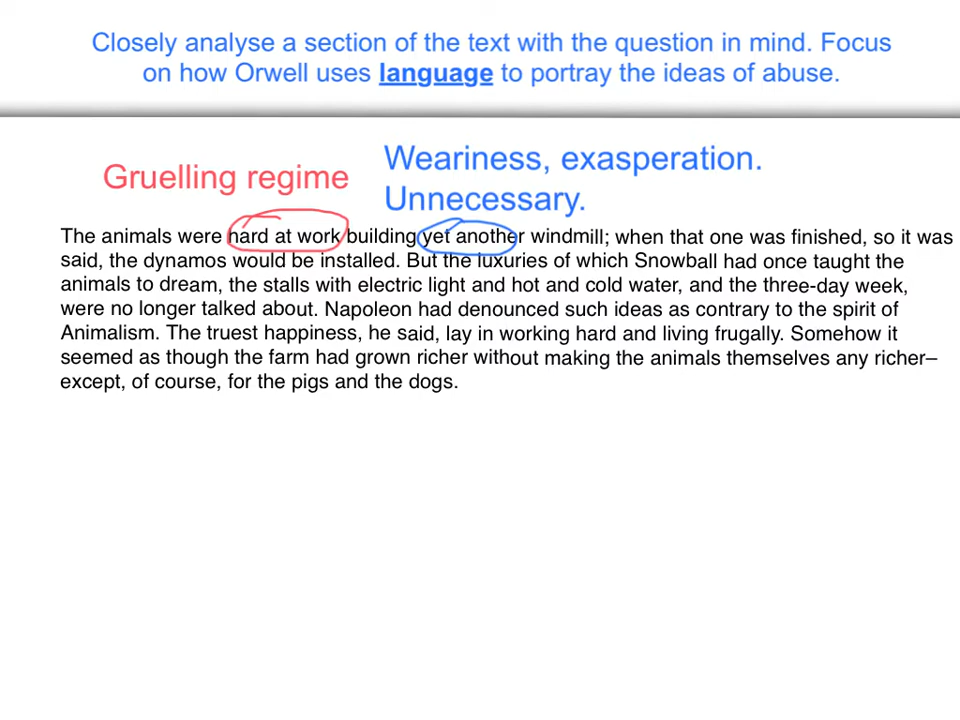 Closely analyse a section of the text with the question in mind. Focus
on how Orwell uses language to portray the ideas of abuse.
Gruelling regime
Weariness, exasperation.
Unnecessary.
The animals were hard at work building yet another windmill; when that one was finished, so it was
said, the dynamos would be installed. But the luxuries of which Snowball had once taught the
animals to dream, the stalls with electric light and hot and cold water, and the three-day week,
were no longer talked about. Napoleon had denounced such ideas as contrary to the spirit of
Animalism. The truest happiness, he said, lay in working hard and living frugally. Somehow it
seemed as though the farm had grown richer without making the animals themselves any richer–
except, of course, for the pigs and the dogs.